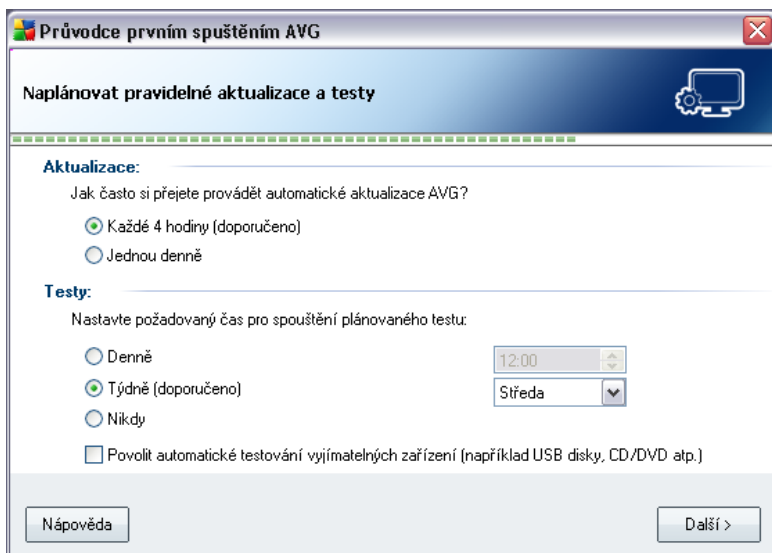 Průvodce prvním spuštěním AVG
Naplánovat pravidelné aktualizace a testy
Aktualizace:
Jak často si přejete provádět automatické aktualizace AVG?
Každé 4 hodiny (doporučeno)
Jednou denně
Testy:
Nastavte požadovaný čas pro spouštění plánovaného testu:
Denně 12:00
Týdně (doporučeno) Středa
Nikdy
Povolit automatické testování vyjímatelných zařízení (například USB disky, CD/DVD atp.)
Nápověda Další >